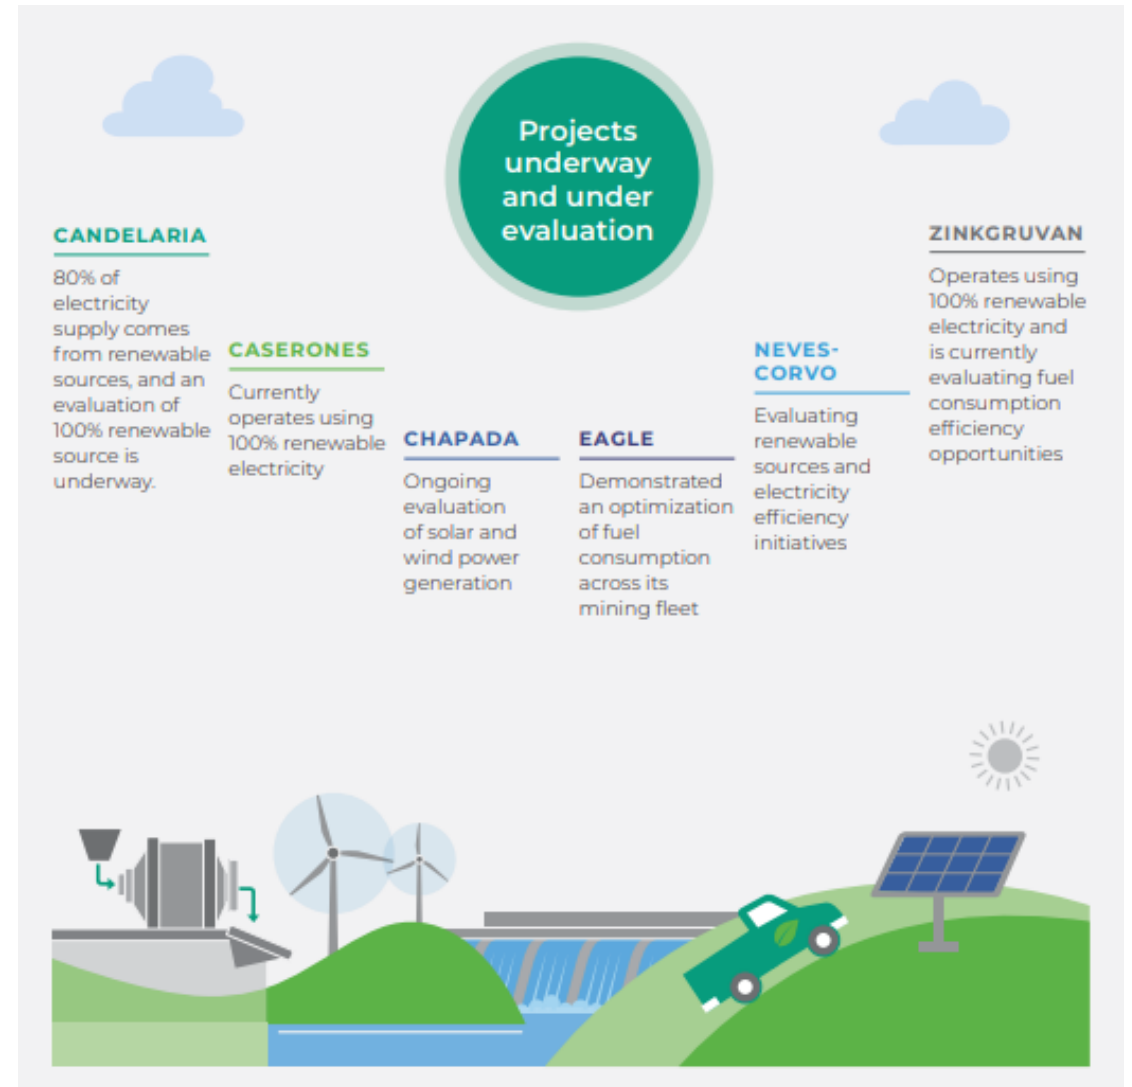 Projects
underway
and under
evaluation
CANDELARIA
80% of
electricity
supply comes
from renewable
sources, and an
evaluation of
100% renewable
source is
underway.
CASERONES
Currently
operates using
100% renewable
electricity
CHAPADA
Ongoing
evaluation
of solar and
wind power
generation
EAGLE
Demonstrated
an optimization
of fuel
consumption
across its
mining fleet
NEVES-
CORVO
Evaluating
renewable
sources and
electricity
efficiency
initiatives
ZINKGRUVAN
Operates using
100% renewable
electricity and
is currently
evaluating fuel
consumption
efficiency
opportunities